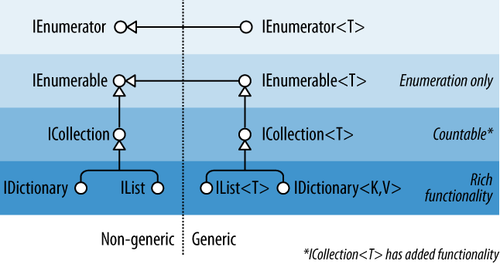 IEnumerator
IEnumerator<T>
IEnumerable
IEnumerable<T>
Enumeration only
ICollection
ICollection<T>
Countable*
IDictionary
IList
IList<T>
IDictionary<K,V>
Rich
functionality
Non-generic
Generic
*ICollection<T> has added functionality